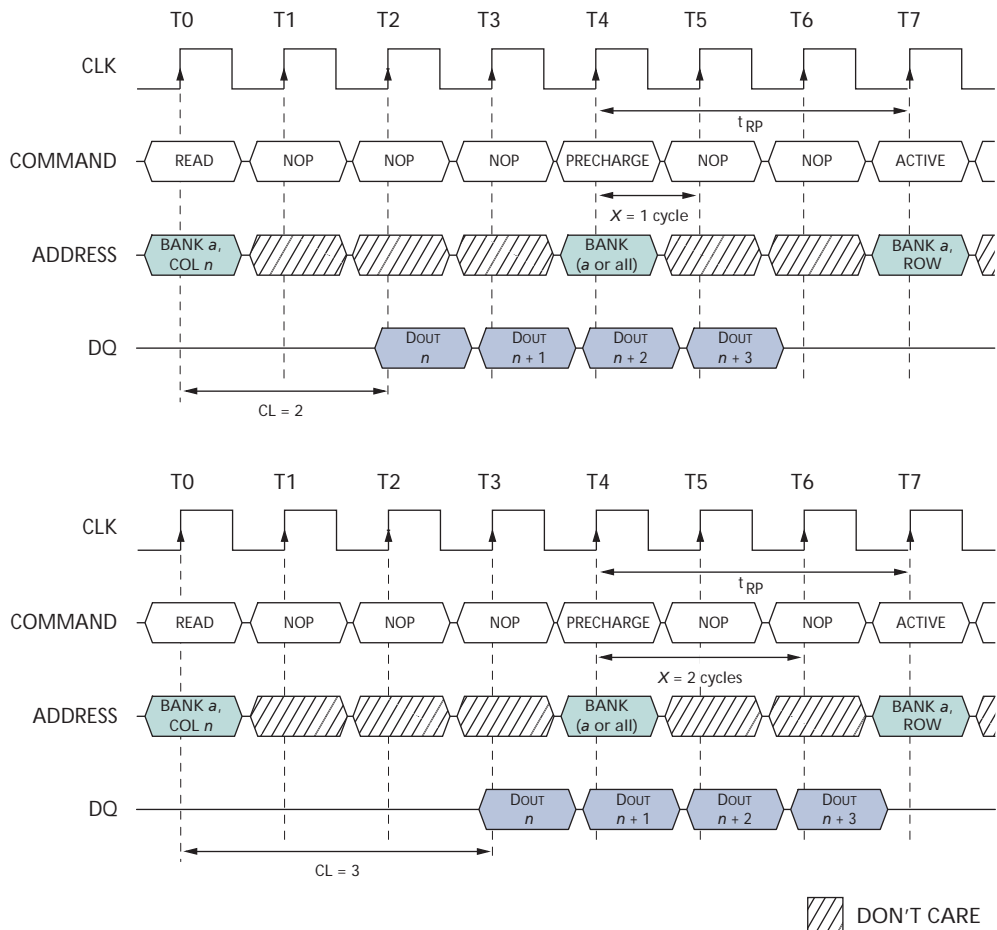 T0 T1 T2 T3 T4 T5 T6 T7
CLK
t RP
COMMAND READ NOP NOP NOP PRECHARGE NOP NOP ACTIVE
X = 1 cycle
ADDRESS BANK a, COL n BANK (a or all) BANK a, ROW
DQ DOUT n DOUT n + 1 DOUT n + 2 DOUT n + 3
CL = 2
T0 T1 T2 T3 T4 T5 T6 T7
CLK
t RP
COMMAND READ NOP NOP NOP PRECHARGE NOP NOP ACTIVE
X = 2 cycles
ADDRESS BANK a, COL n BANK (a or all) BANK a, ROW
DQ DOUT n DOUT n + 1 DOUT n + 2 DOUT n + 3
CL = 3
DON'T CARE